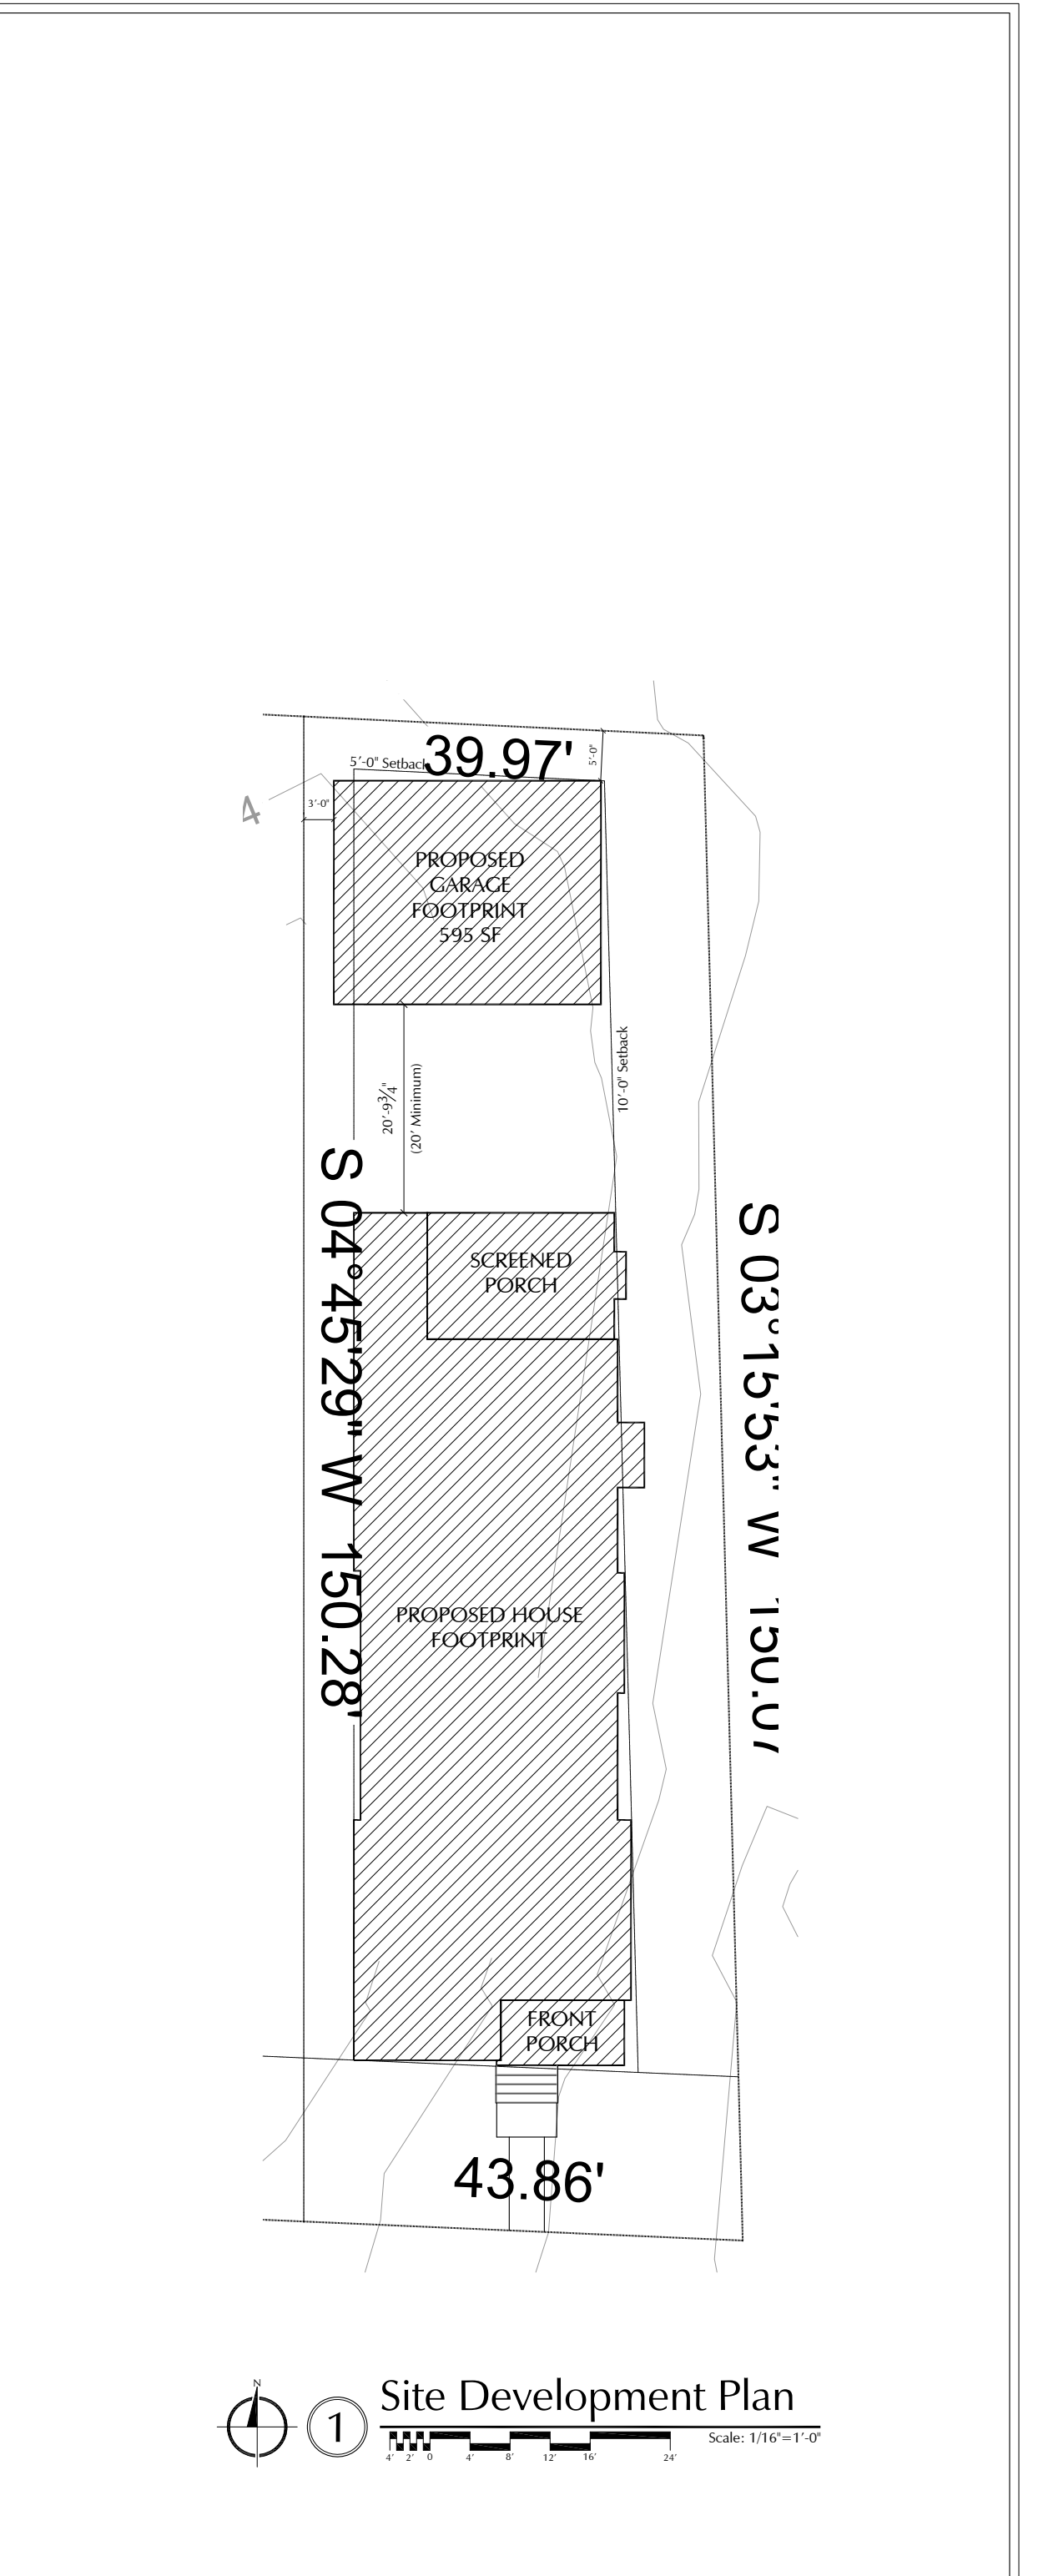 39.97'
5'-0" Setback
5'-0"
3'-0"
4
PROPOSED
GARAGE
FOOTPRINT
595 SF
10'-0" Setback
20'-9 3/4"
(20' Minimum)
S 04°45'29" W 150.28'
S 03°15'53" W 150.07
SCREENED
PORCH
PROPOSED HOUSE
FOOTPRINT
FRONT
PORCH
43.86'
N
1
Site Development Plan
Scale: 1/16"=1'-0"
4' 2' 0 4' 8' 12' 16' 24'